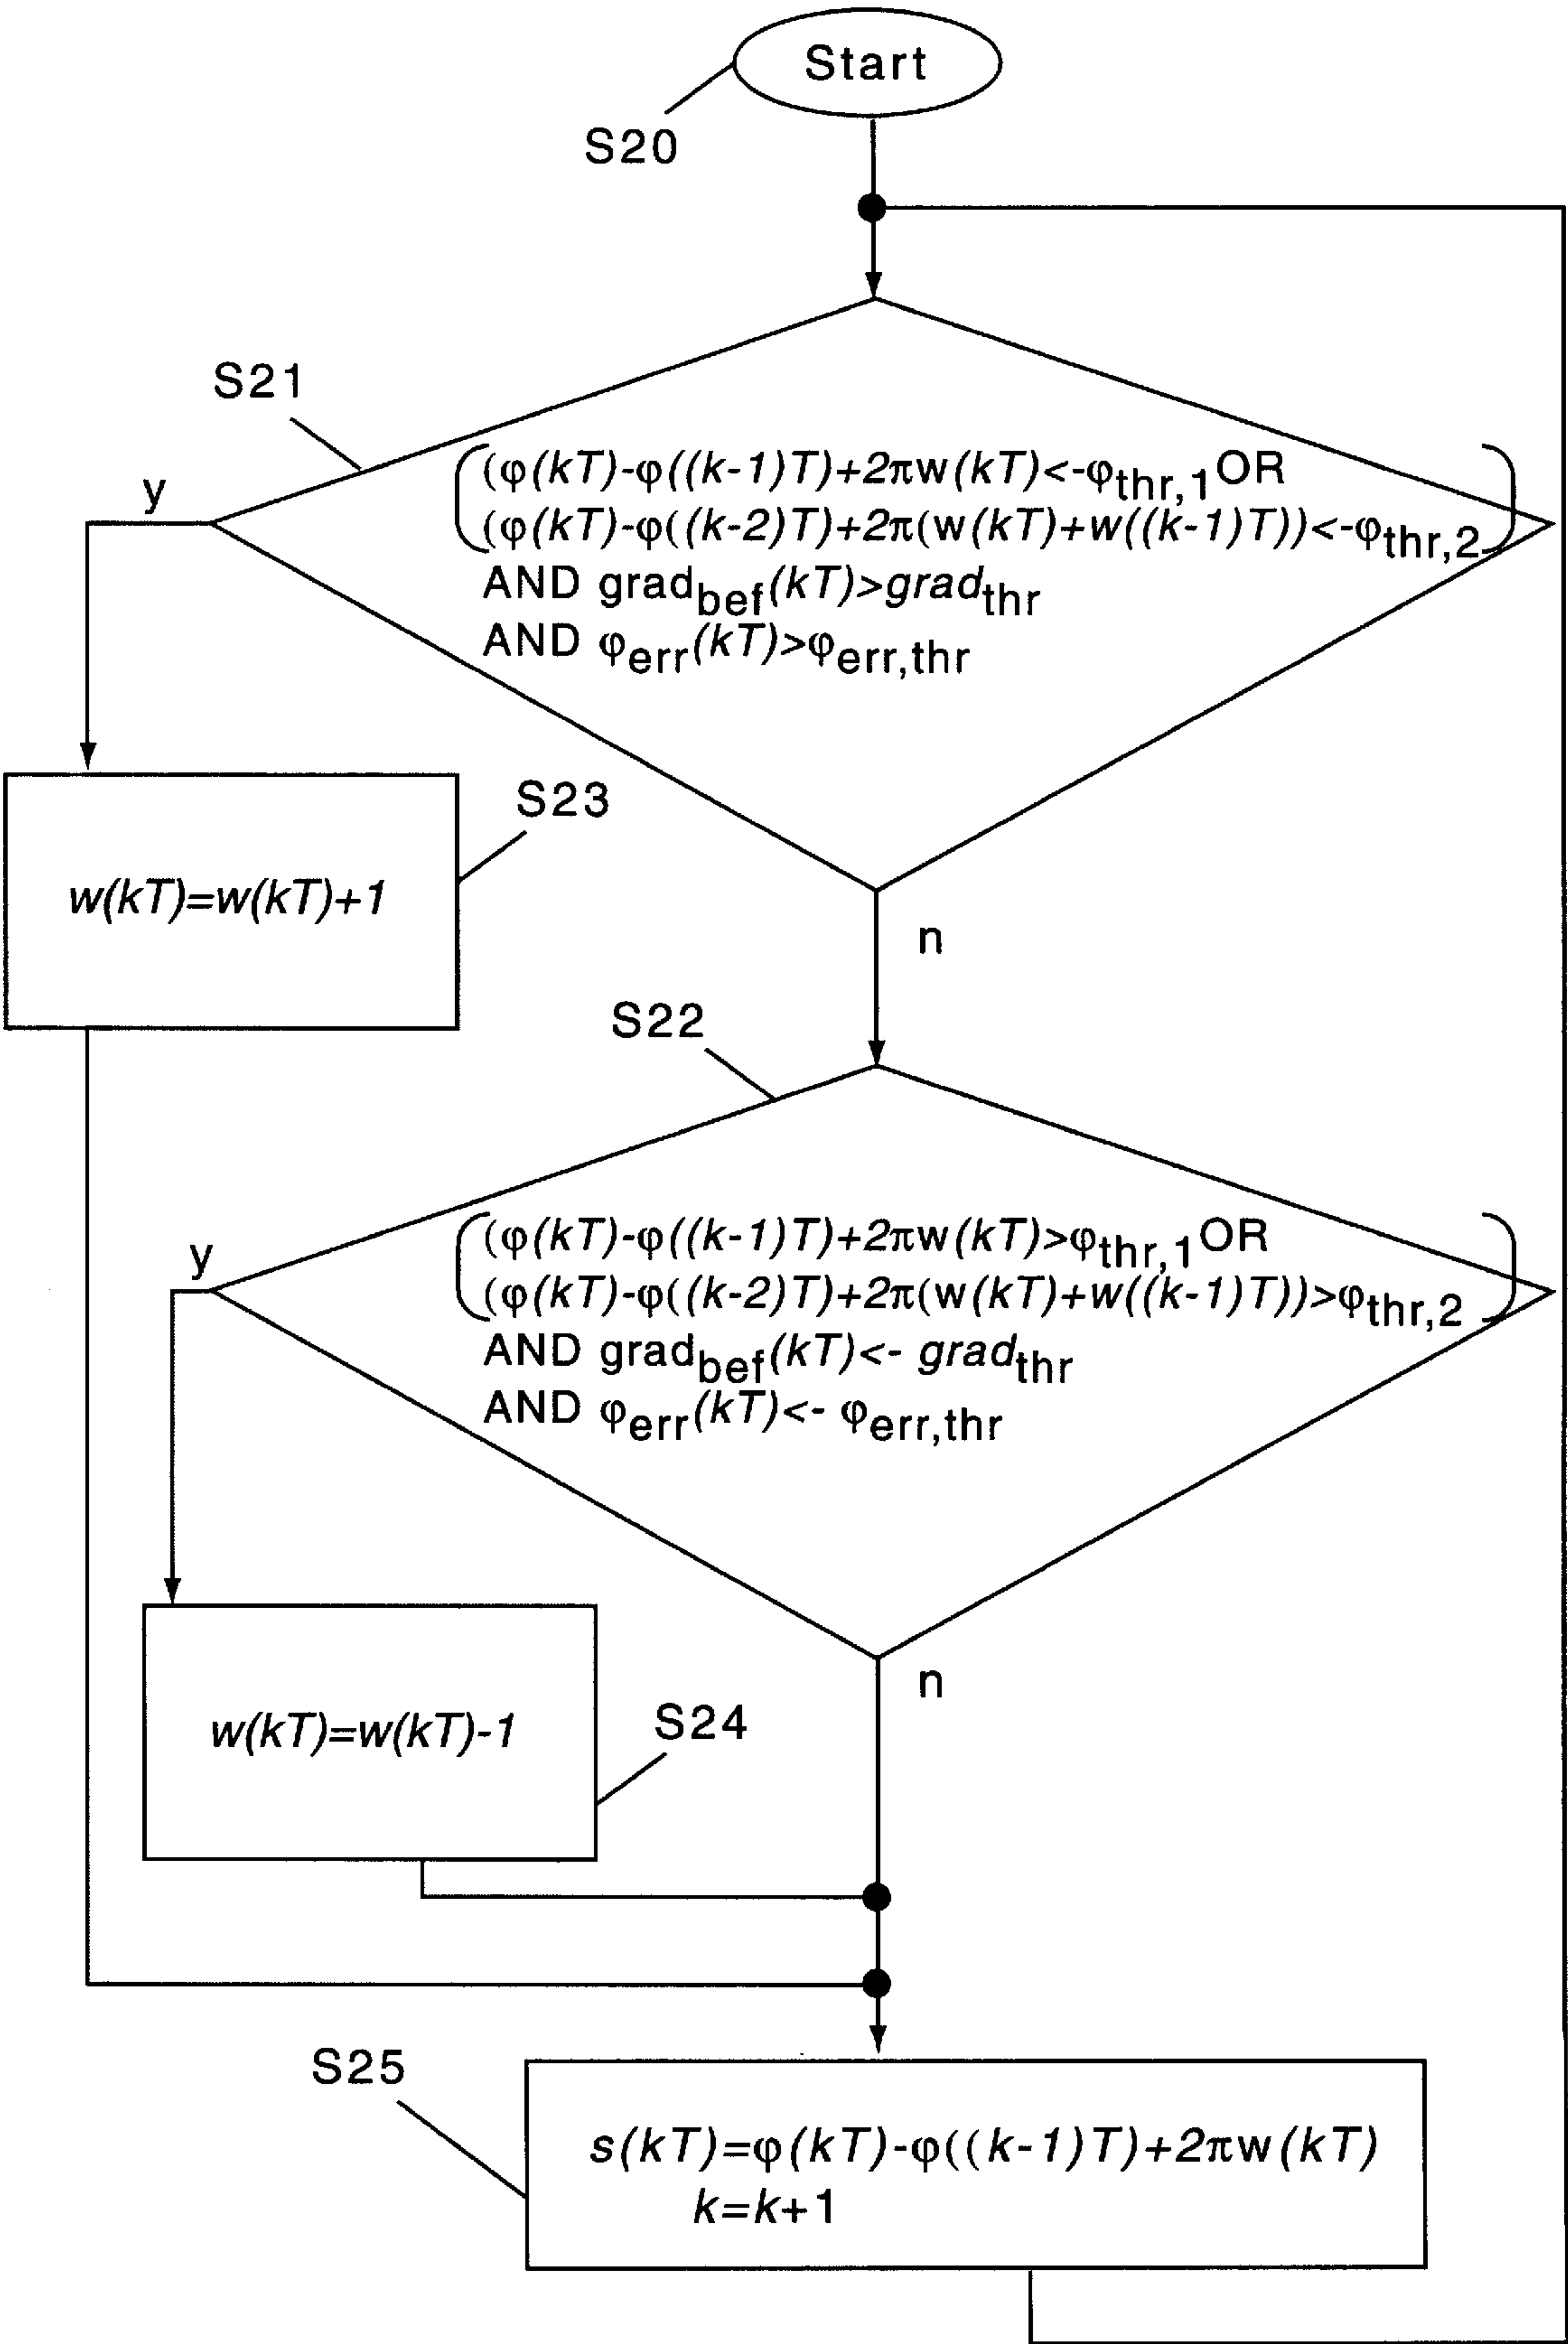 Start
S20
S21
y
(φ(kT)-φ((k-1)T)+2πw(kT)<-φthr,1OR
(φ(kT)-φ((k-2)T)+2π(w(kT)+w((k-1)T))<-φthr,2
AND gradbef(kT)>gradthr
AND φerr(kT)>φerr,thr
S23
w(kT)=w(kT)+1
n
S22
y
(φ(kT)-φ((k-1)T)+2πw(kT)>φthr,1OR
(φ(kT)-φ((k-2)T)+2π(w(kT)+w((k-1)T))>φthr,2
AND gradbef(kT)<- gradthr
AND φerr(kT)<- φerr,thr
n
w(kT)=w(kT)-1
S24
S25
s(kT)=φ(kT)-φ((k-1)T)+2πw(kT)
k=k+1